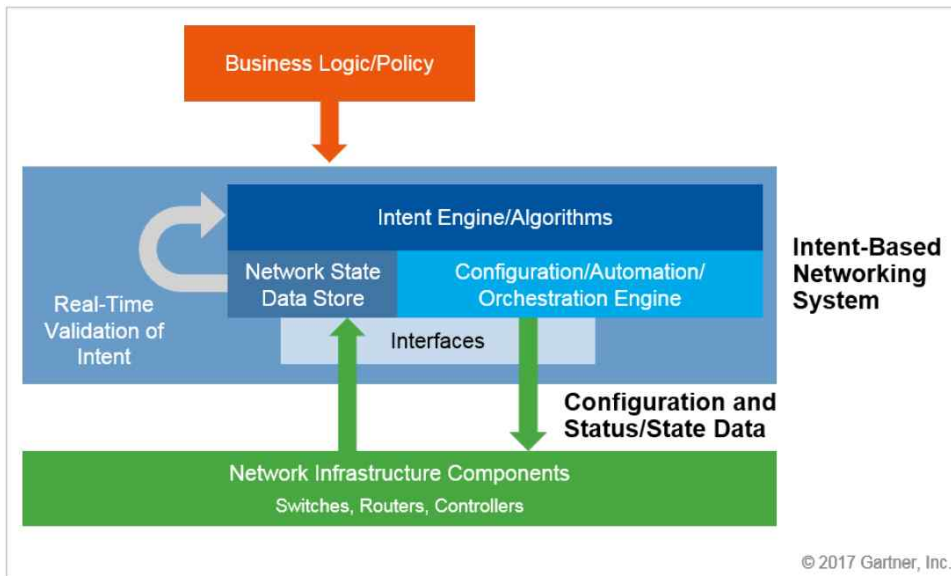 Business Logic/Policy
Intent Engine/Algorithms
Network State
Data Store
Configuration/Automation/
Orchestration Engine
Intent-Based
Networking
System
Real-Time
Validation of
Intent
Interfaces
Configuration and
Status/State Data
Network Infrastructure Components
Switches, Routers, Controllers
© 2017 Gartner, Inc.